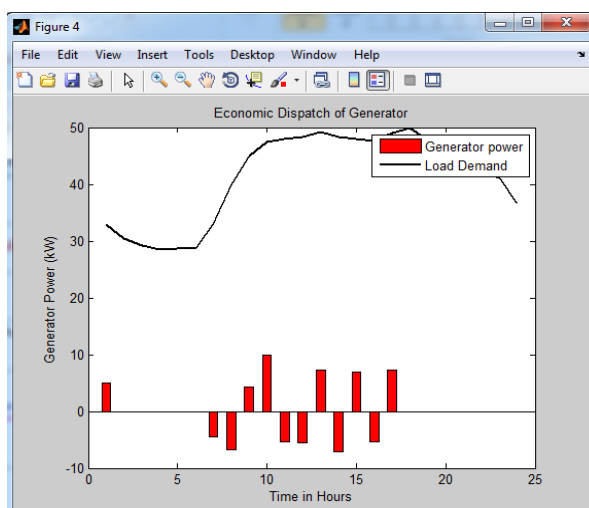 Figure 4
File Edit View Insert Tools Desktop Window Help
Economic Dispatch of Generator
Generator power
Load Demand
Generator Power (kW)
50
40
30
20
10
0
-10
0 5 10 15 20 25
Time in Hours